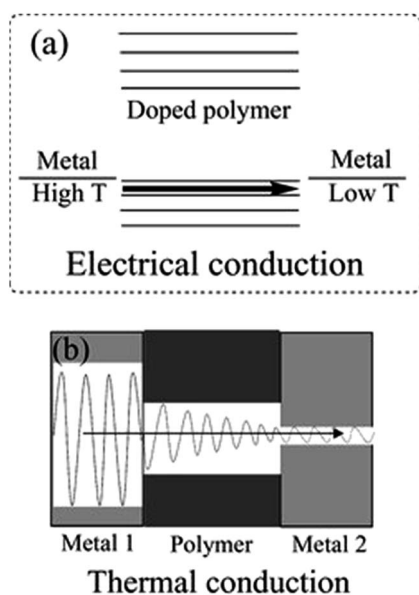 (a)
Doped polymer
Metal Metal
High T Low T
Electrical conduction
(b)
Metal 1 Polymer Metal 2
Thermal conduction